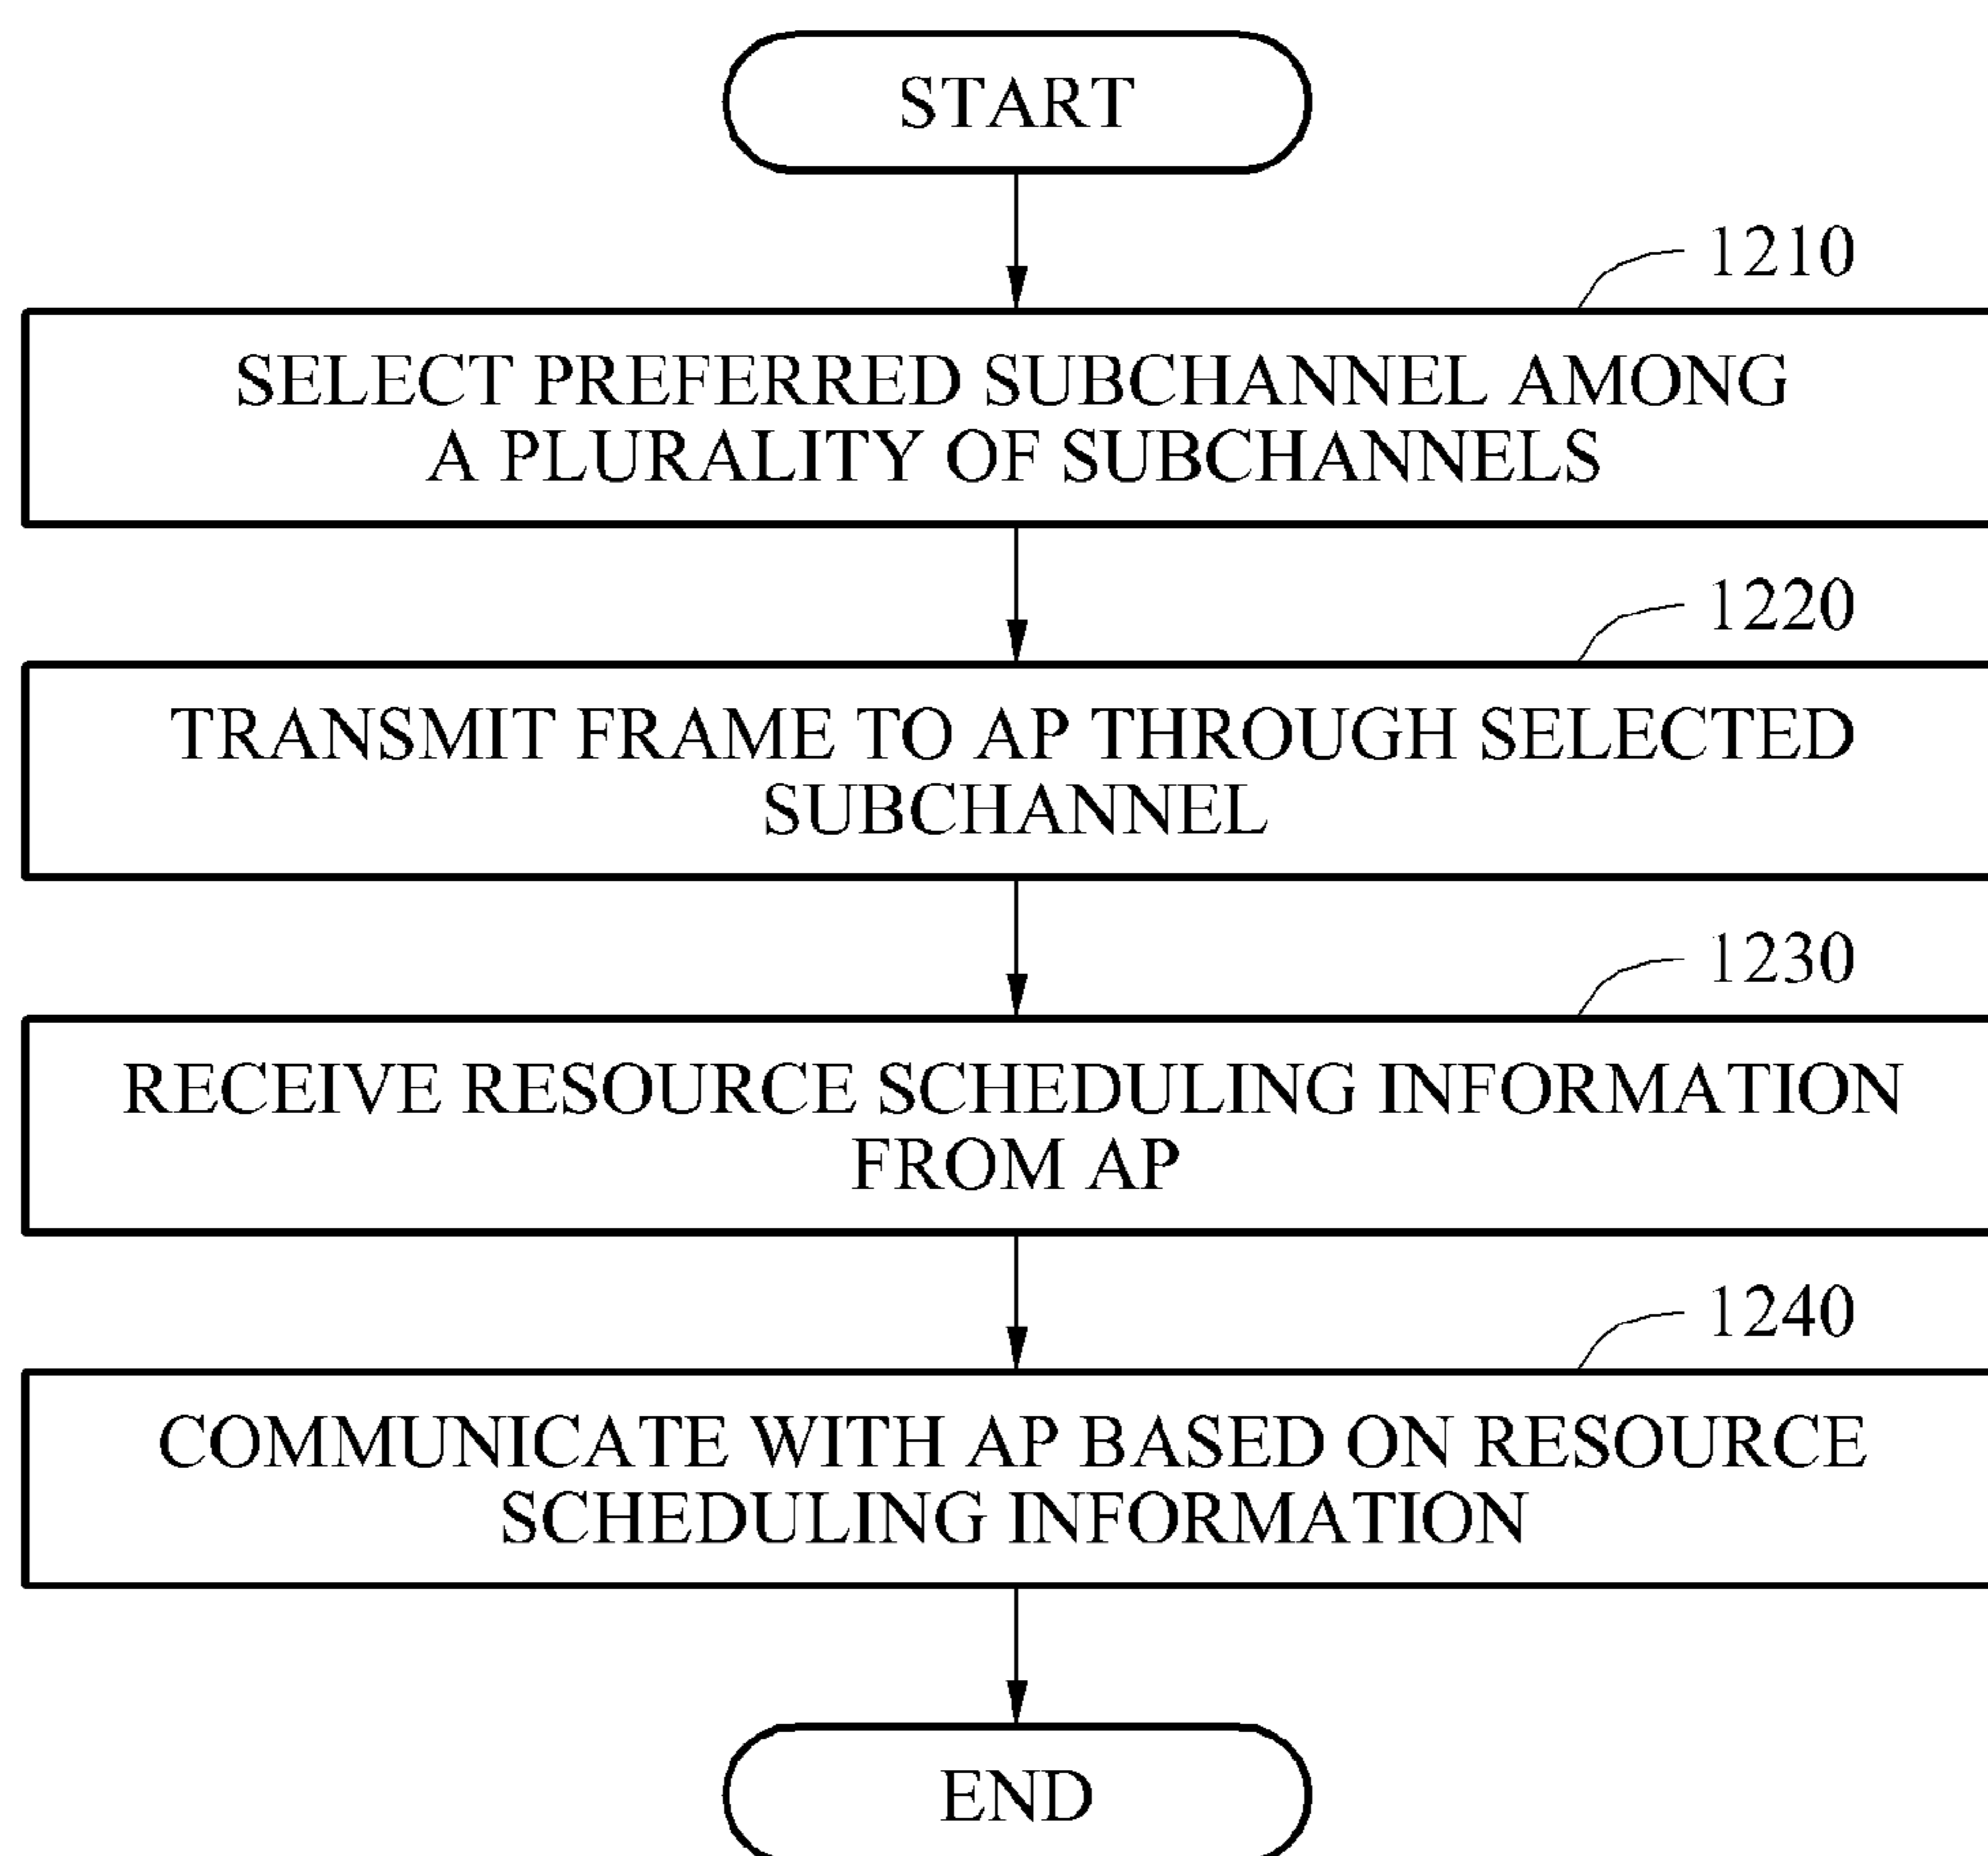 START
1210
SELECT PREFERRED SUBCHANNEL AMONG
A PLURALITY OF SUBCHANNELS
1220
TRANSMIT FRAME TO AP THROUGH SELECTED
SUBCHANNEL
1230
RECEIVE RESOURCE SCHEDULING INFORMATION
FROM AP
1240
COMMUNICATE WITH AP BASED ON RESOURCE
SCHEDULING INFORMATION
END